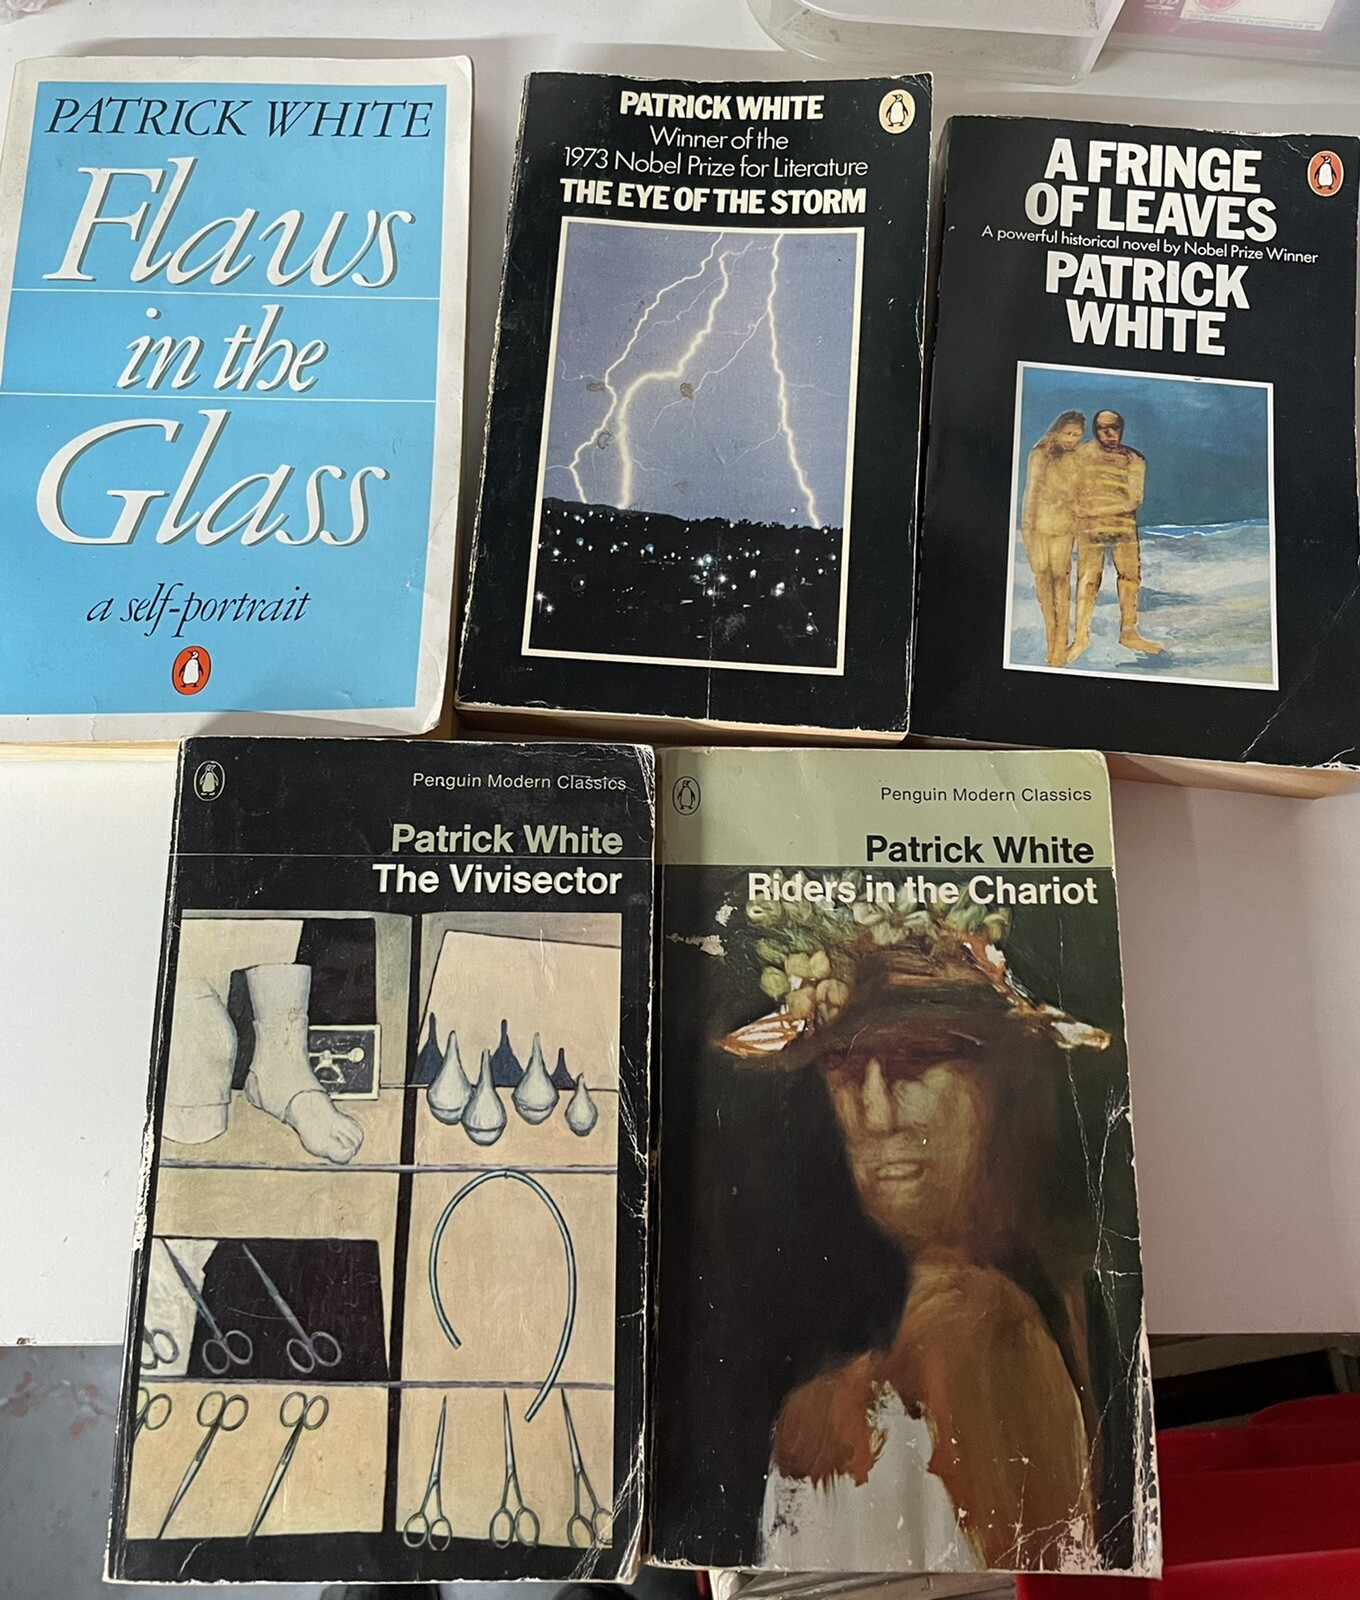 PATRICK WHITE
Flaws
in the
Glass
a self-portrait
PATRICK WHITE
Winner of the
1973 Nobel Prize for Literature
THE EYE OF THE STORM
A FRINGE
OF LEAVES
A powerful historical novel by Nobel Prize Winner
PATRICK
WHITE
Penguin Modern Classics
Patrick White
The Vivisector
Penguin Modern Classics
Patrick White
Riders in the Chariot